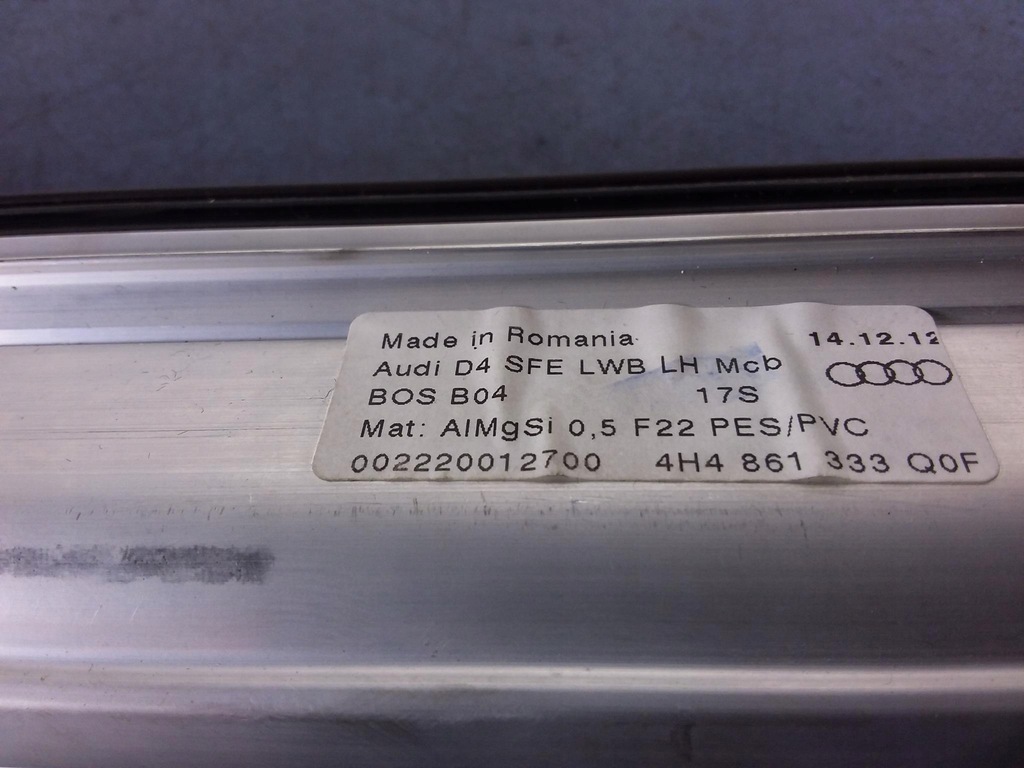 Made in Romania 14.12.12
Audi D4 SFE LWB LH Mcb
BOS B04 17S
Mat: AlMgSi 0,5 F22 PES/PVC
002220012700 4H4 861 333 Q0F